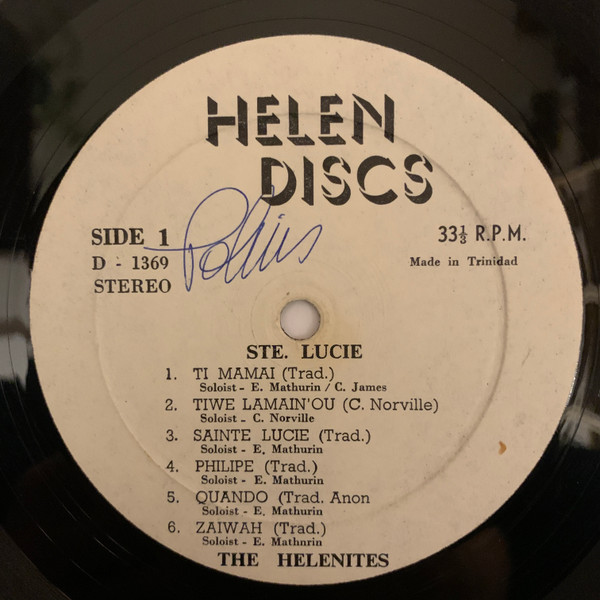 HELEN
DISCS
SIDE 1
D - 1369
STEREO
33⅓ R.P.M.
Made in Trinidad
STE. LUCIE
1. TI MAMAI (Trad.)
Soloist - E. Mathurin / C. James
2. TIWE LAMAIN'OU (C. Norville)
Soloist - C. Norville
3. SAINTE LUCIE (Trad.)
Soloist - E. Mathurin
4. PHILIPE (Trad.)
Soloist - E. Mathurin
5. QUANDO (Trad. Anon
Soloist - E. Mathurin
6. ZAIWAH (Trad.)
Soloist - E. Mathnrin
THE HELENITES